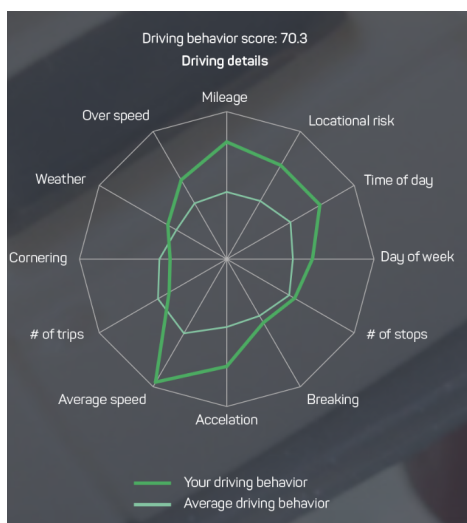 Driving behavior score: 70.3
Driving details
Mileage
Over speed
Locational risk
Weather
Time of day
Cornering
Day of week
# of trips
# of stops
Average speed
Breaking
Accelation
Your driving behavior
Average driving behavior